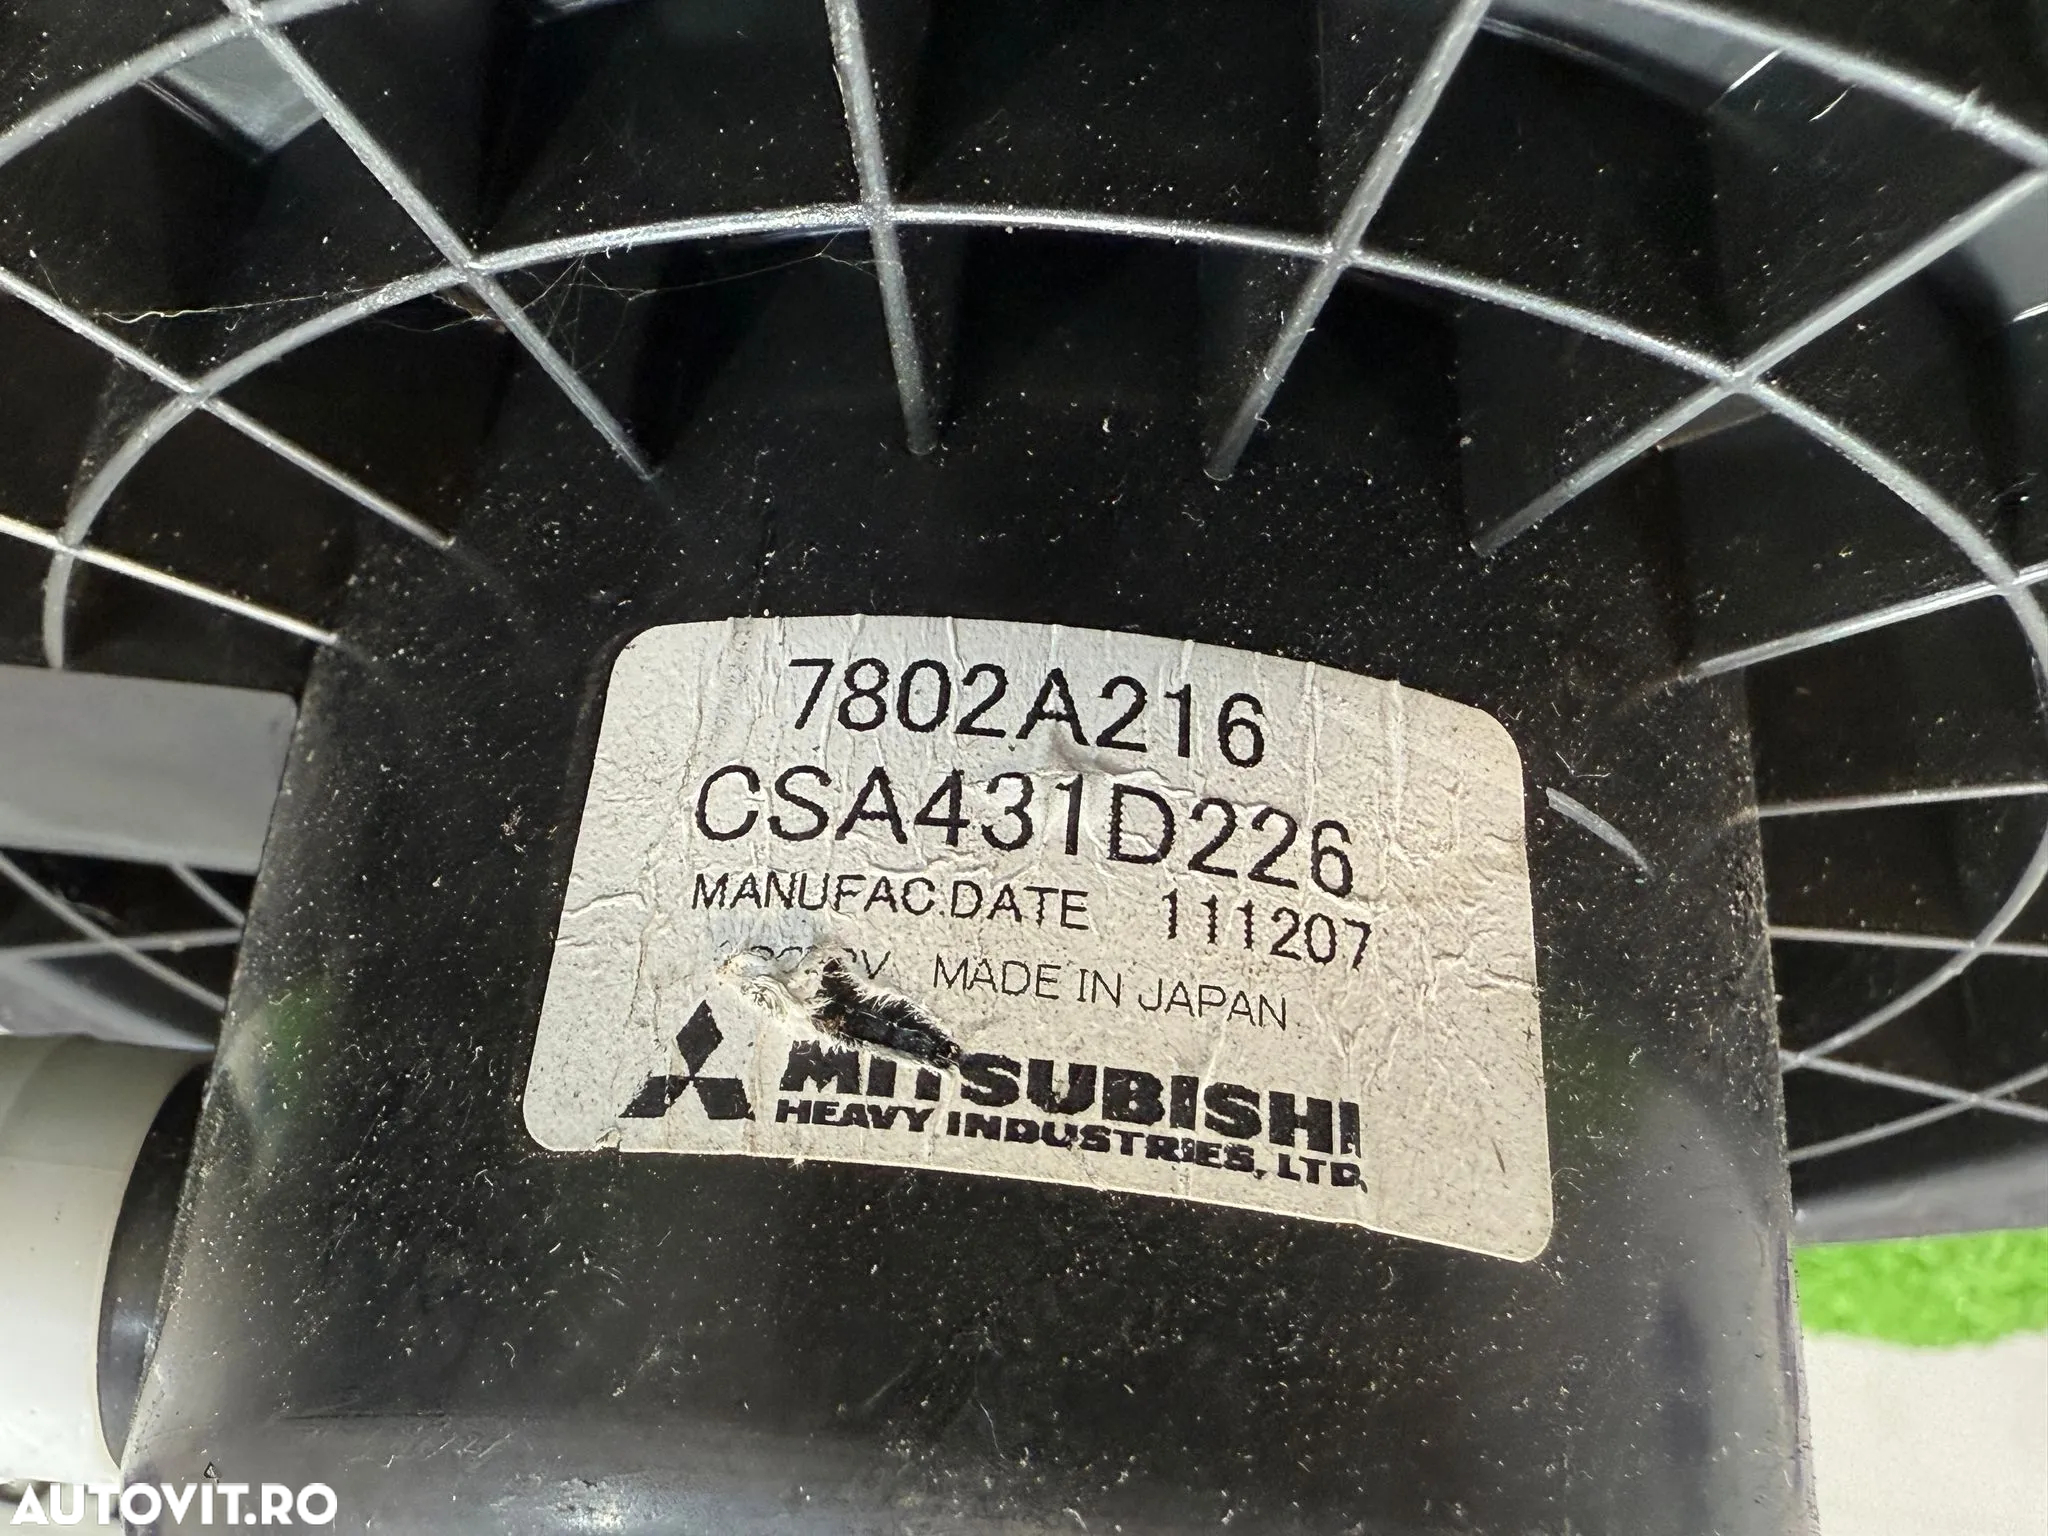 7802A216
CSA431D226
MANUFAC.DATE 111207
MADE IN JAPAN
MITSUBISHI
HEAVY INDUSTRIES, LTD.
AUTOVIT.RO